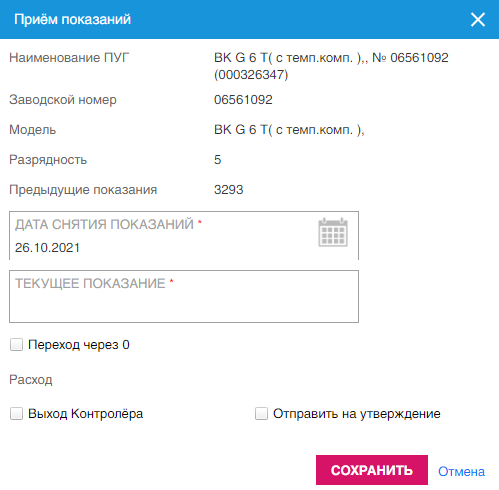 Приём показаний
Наименование ПУГ ВК G 6 T( с темп.комп. ),, № 06561092
(000326347)
Заводской номер 06561092
Модель ВК G 6 T( с темп.комп. ),
Разрядность 5
Предыдущие показания 3293
ДАТА СНЯТИЯ ПОКАЗАНИЙ *
26.10.2021
ТЕКУЩЕЕ ПОКАЗАНИЕ *
Переход через 0
Расход
Выход Контролёра Отправить на утверждение
СОХРАНИТЬ Отмена